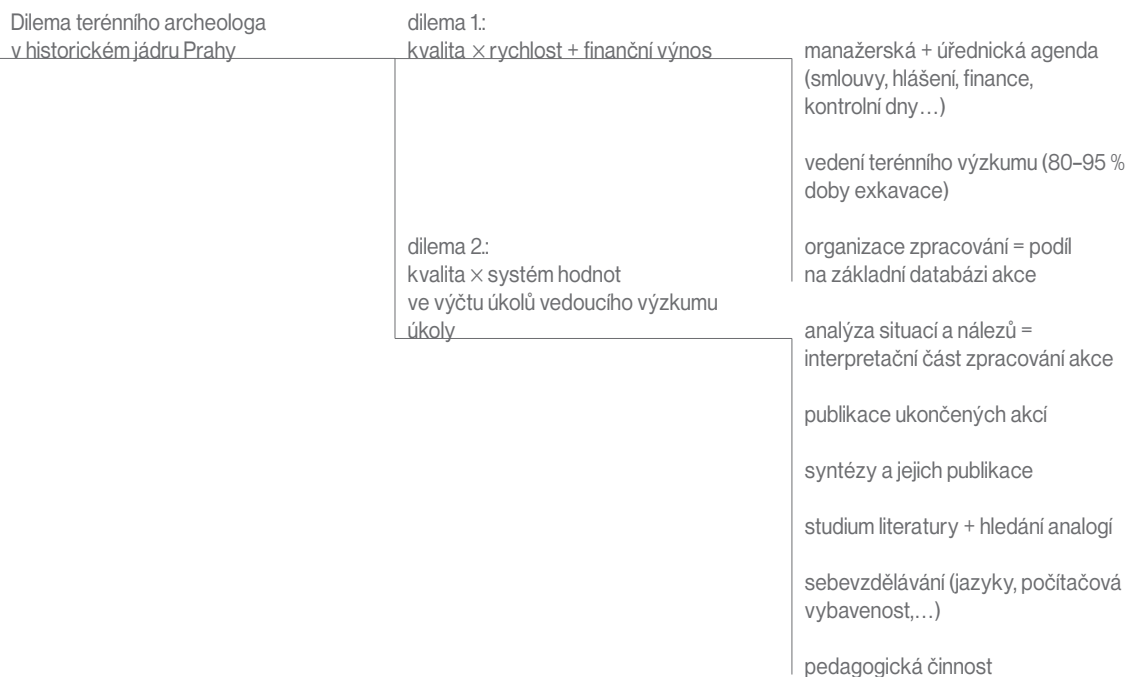 Dilema terénního archeologa
v historickém jádru Prahy
dilema 1.:
kvalita × rychlost + finanční výnos
dilema 2.:
kvalita × systém hodnot
ve výčtu úkolů vedoucího výzkumu
úkoly
manažerská + úřednická agenda
(smlouvy, hlášení, finance,
kontrolní dny…)
vedení terénního výzkumu (80–95 %
doby exkavace)
organizace zpracování = podíl
na základní databázi akce
analýza situací a nálezů =
interpretační část zpracování akce
publikace ukončených akcí
syntézy a jejich publikace
studium literatury + hledání analogí
sebevzdělávání (jazyky, počítačová
vybavenost,…)
pedagogická činnost